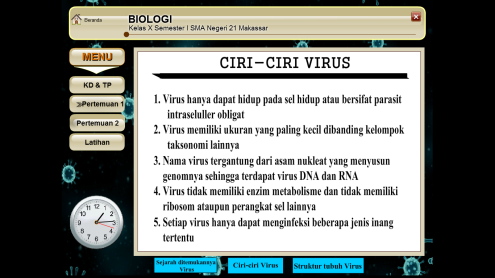 Beranda
BIOLOGI
Kelas X Semester I SMA Negeri 21 Makassar
MENU
KD & TP
Pertemuan 1
Pertemuan 2
Latihan
CIRI-CIRI VIRUS
1. Virus hanya dapat hidup pada sel hidup atau bersifat parasit
intraseluller obligat
2. Virus memiliki ukuran yang paling kecil dibanding kelompok
taksonomi lainnya
3. Nama virus tergantung dari asam nukleat yang menyusun
genomnya sehingga terdapat virus DNA dan RNA
4. Virus tidak memiliki enzim metabolisme dan tidak memiliki
ribosom ataupun perangkat sel lainnya
5. Setiap virus hanya dapat menginfeksi beberapa jenis inang
tertentu
Sejarah ditemukannya
Virus
Ciri-ciri Virus
Struktur tubuh Virus